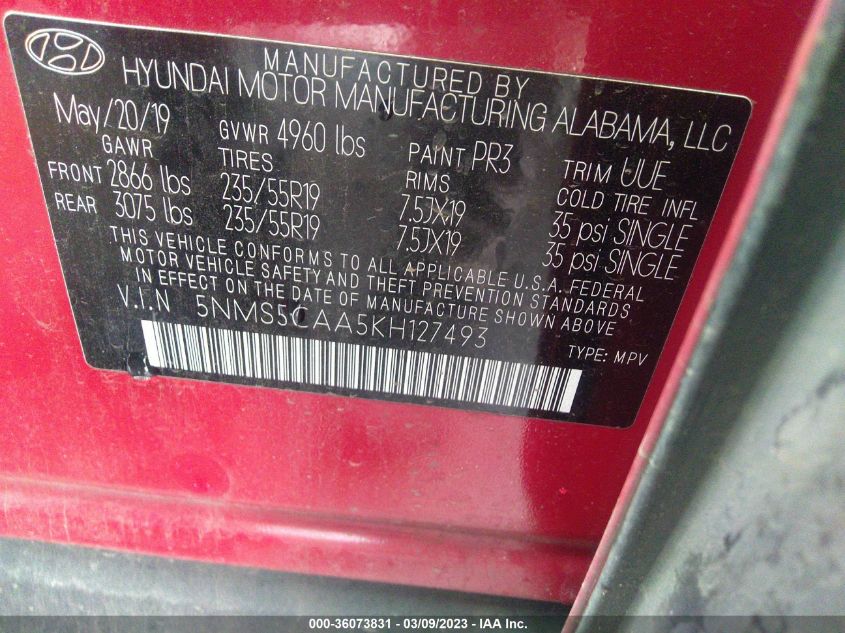 MANUFACTURED BY
HYUNDAI MOTOR MANUFACTURING ALABAMA, LLC
May/20/19 GVWR 4960 lbs PAINT PR3 TRIM UUE
GAWR TIRES RIMS COLD TIRE INFL
FRONT 2866 lbs 235/55R19 7.5JX19 35 psi SINGLE
REAR 3075 lbs 235/55R19 7.5JX19 35 psi SINGLE
THIS VEHICLE CONFORMS TO ALL APPLICABLE U.S.A. FEDERAL
MOTOR VEHICLE SAFETY AND THEFT PREVENTION STANDARDS
IN EFFECT ON THE DATE OF MANUFACTURE SHOWN ABOVE.
V.I.N 5NMS5CAA5KH127493
TYPE: MPV
000-36073831 - 03/09/2023 - IAA Inc.